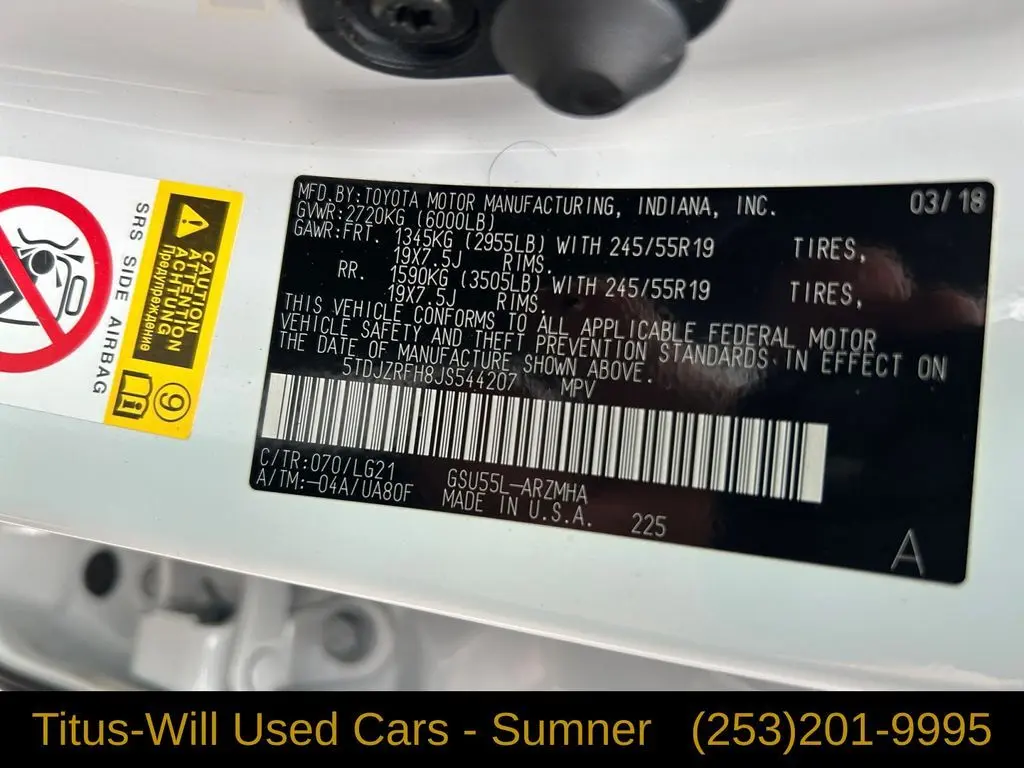 SRS SIDE AIRBAG
CAUTION
ATTENTION
ACHTUNG
Предупреждение
9
i
MFD.BY:TOYOTA MOTOR MANUFACTURING, INDIANA, INC. 03/18
GVWR:2720KG (6000LB)
GAWR:FRT. 1345KG (2955LB) WITH 245/55R19 TIRES,
19X7.5J RIMS.
RR. 1590KG (3505LB) WITH 245/55R19 TIRES,
19X7.5J RIMS.
THIS VEHICLE CONFORMS TO ALL APPLICABLE FEDERAL MOTOR
VEHICLE SAFETY AND THEFT PREVENTION STANDARDS IN EFFECT ON
THE DATE OF MANUFACTURE SHOWN ABOVE.
5TDJZRFH8JS544207 MPV
C/TR:070/LG21 GSU55L-ARZMHA
A/TM:-04A/UA80F MADE IN U.S.A. 225
A
Titus-Will Used Cars - Sumner (253)201-9995